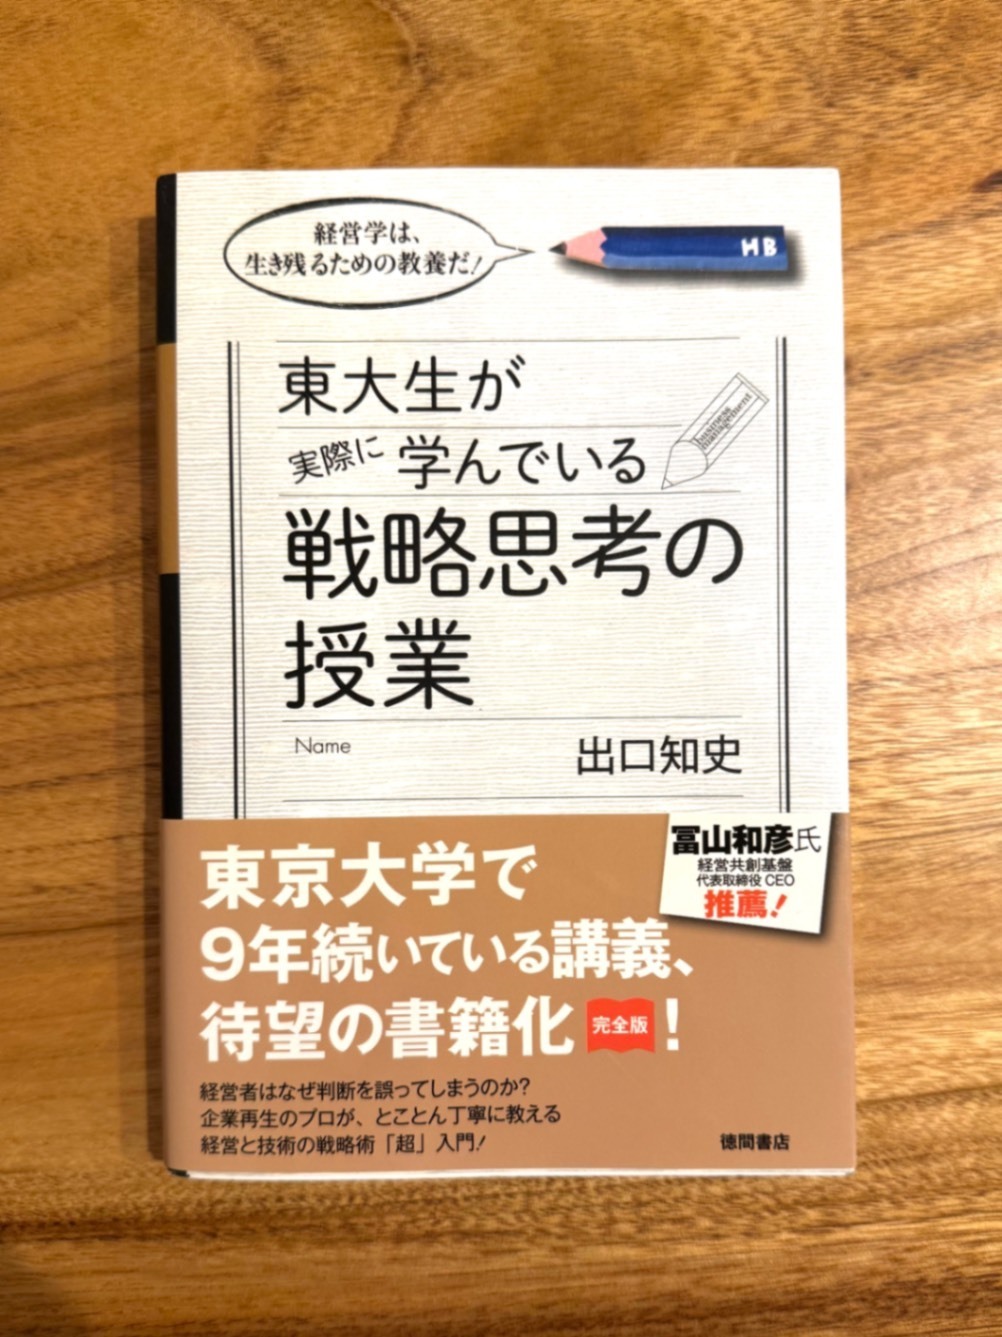 経営学は、
生き残るための教養だ!
HB
東大生が
実際に学んでいる
business
management
戦略思考の
授業
Name
出口知史
冨山和彦氏
経営共創基盤
代表取締役 CEO
推薦!
東京大学で
9年続いている講義、
待望の書籍化 完全版 !
経営者はなぜ判断を誤ってしまうのか?
企業再生のプロが、とことん丁寧に教える
経営と技術の戦略術「超」入門!
徳間書店